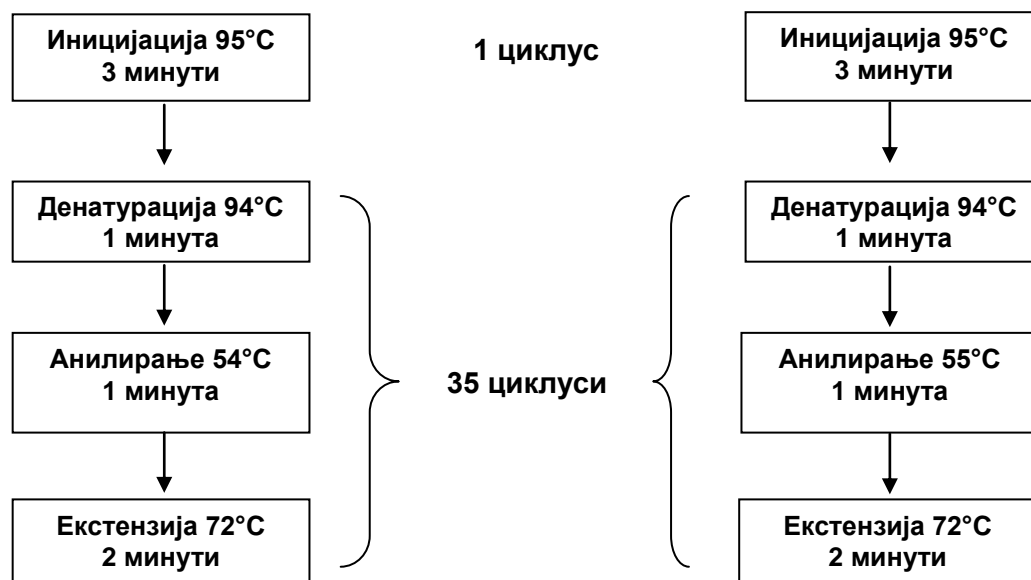 Иницијација 95°C
3 минути
1 циклус
Иницијација 95°C
3 минути
Денатурација 94°C
1 минута
Денатурација 94°C
1 минута
Анилирање 54°C
1 минута
35 циклуси
Анилирање 55°C
1 минута
Екстензија 72°C
2 минути
Екстензија 72°C
2 минути